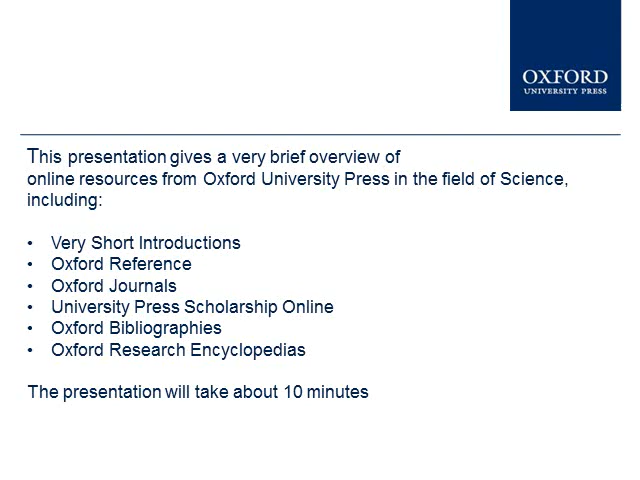 OXFORD
UNIVERSITY PRESS
This presentation gives a very brief overview of
online resources from Oxford University Press in the field of Science,
including:
• Very Short Introductions
• Oxford Reference
• Oxford Journals
• University Press Scholarship Online
• Oxford Bibliographies
• Oxford Research Encyclopedias
The presentation will take about 10 minutes